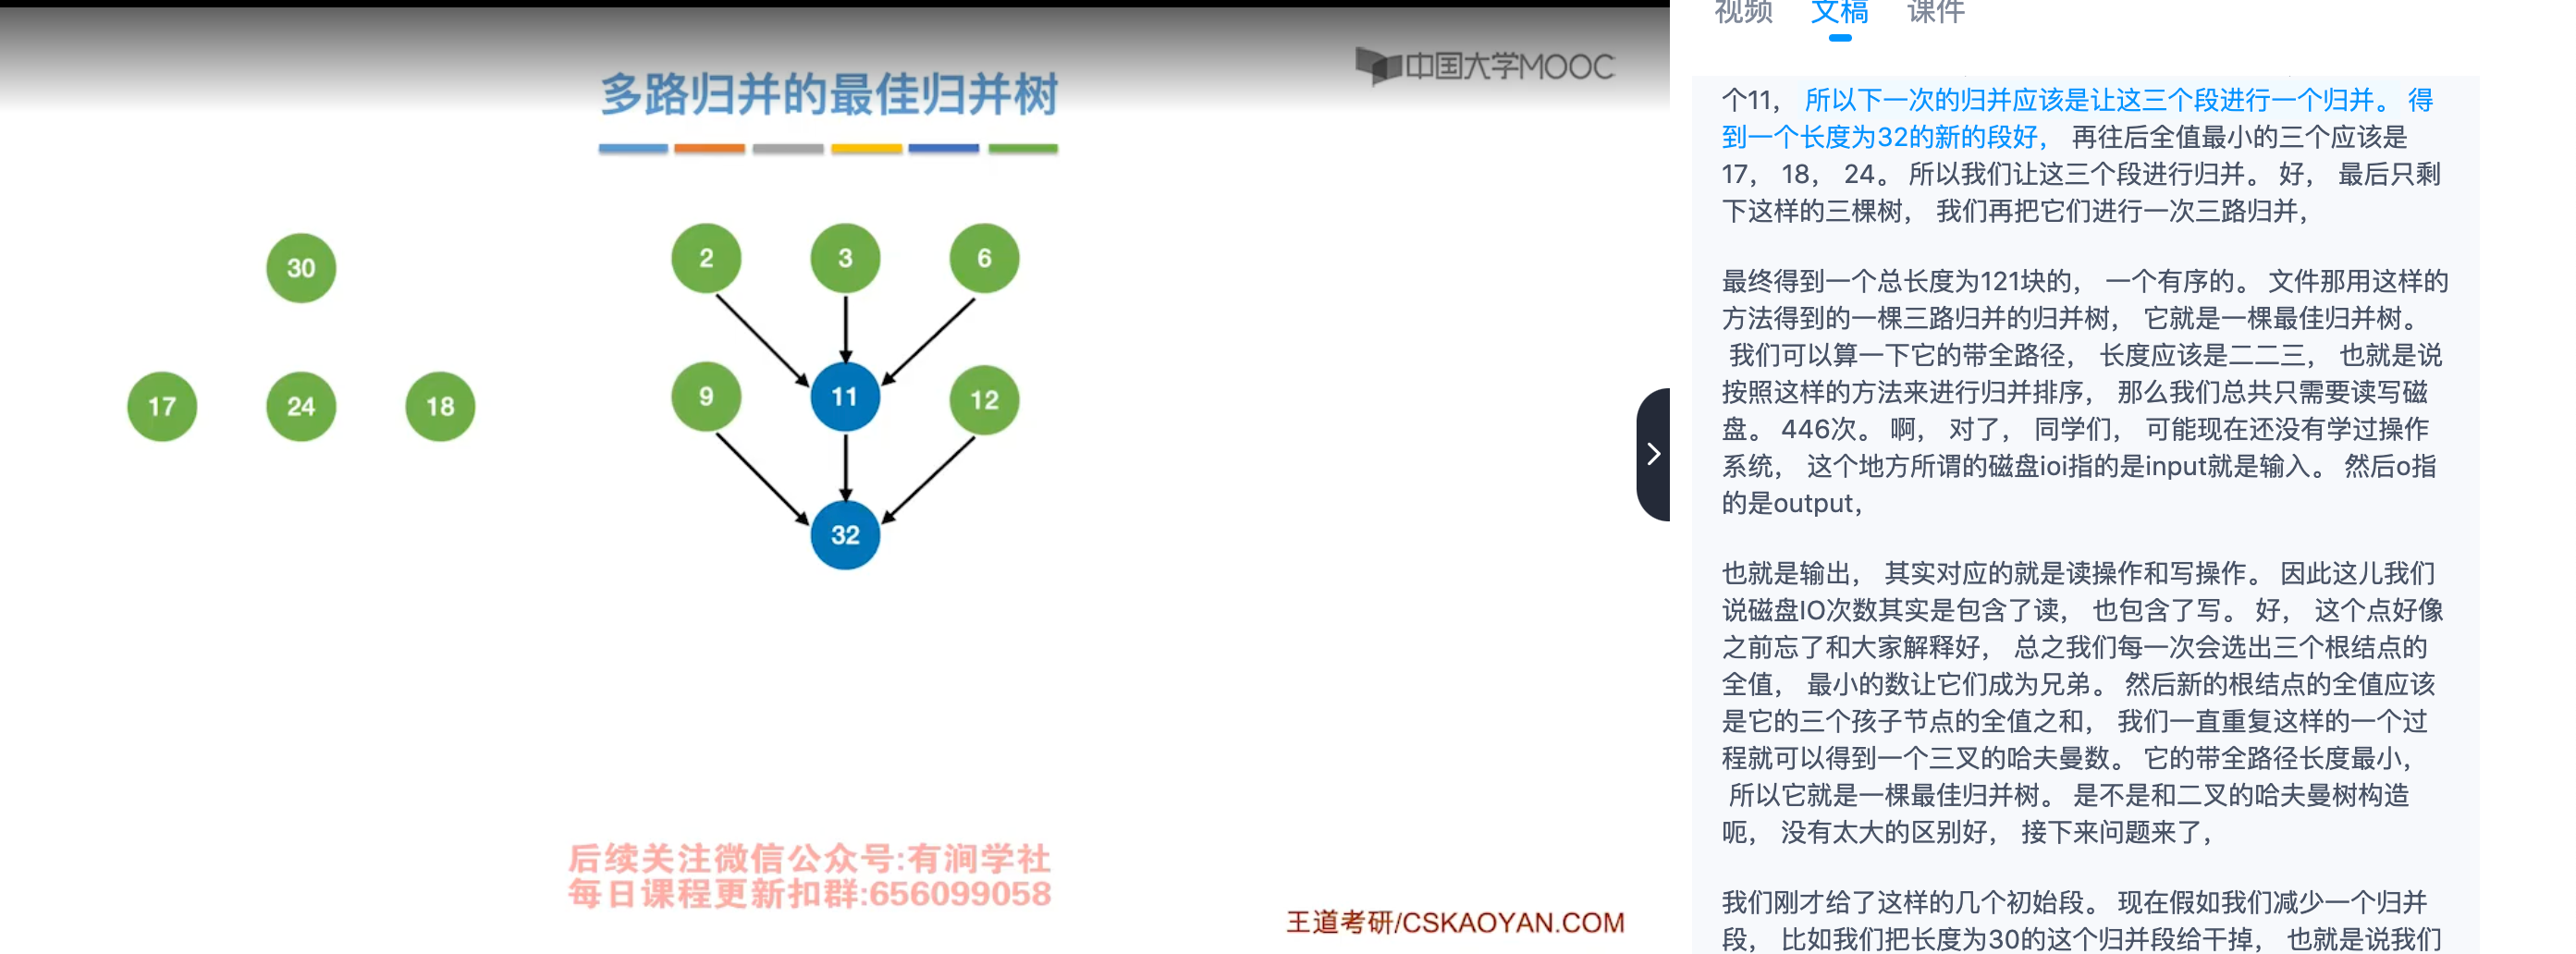 中国大学MOOC
多路归并的最佳归并树
30
2
3
6
17
24
18
9
11
12
32
后续关注微信公众号:有涧学社
每日课程更新扣群:656099058
王道考研/CSKAOYAN.COM
视频 文稿 课件
个11， 所以下一次的归并应该是让这三个段进行一个归并。 得
到一个长度为32的新的段好， 再往后全值最小的三个应该是
17， 18， 24。 所以我们让这三个段进行归并。 好， 最后只剩
下这样的三棵树， 我们再把它们进行一次三路归并，
最终得到一个总长度为121块的， 一个有序的。 文件那用这样的
方法得到的一棵三路归并的归并树， 它就是一棵最佳归并树。
我们可以算一下它的带全路径， 长度应该是二二三， 也就是说
按照这样的方法来进行归并排序， 那么我们总共只需要读写磁
盘。 446次。 啊， 对了， 同学们， 可能现在还没有学过操作
系统， 这个地方所谓的磁盘ioi指的是input就是输入。 然后o指
的是output，
也就是输出， 其实对应的就是读操作和写操作。 因此这儿我们
说磁盘IO次数其实是包含了读， 也包含了写。 好， 这个点好像
之前忘了和大家解释好， 总之我们每一次会选出三个根结点的
全值， 最小的数让它们成为兄弟。 然后新的根结点的全值应该
是它的三个孩子节点的全值之和， 我们一直重复这样的一个过
程就可以得到一个三叉的哈夫曼数。 它的带全路径长度最小，
所以它就是一棵最佳归并树。 是不是和二叉的哈夫曼树构造
呃， 没有太大的区别好， 接下来问题来了，
我们刚才给了这样的几个初始段。 现在假如我们减少一个归并
段， 比如我们把长度为30的这个归并段给干掉， 也就是说我们